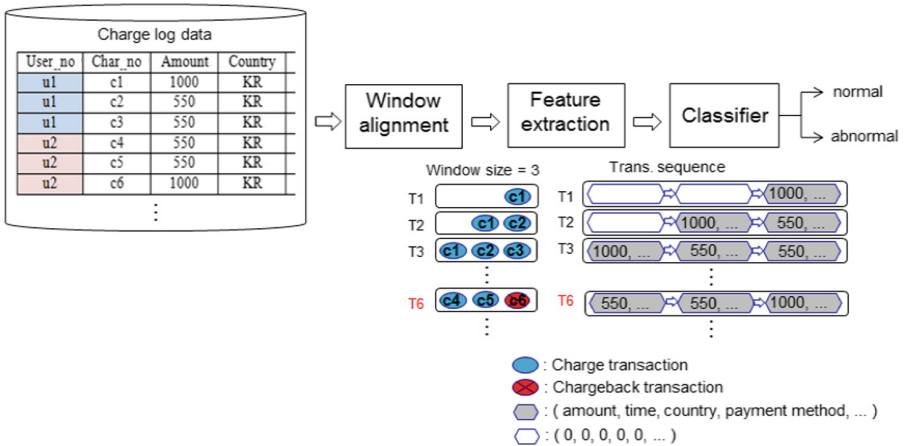 Charge log data
User_no Char_no Amount Country
u1 c1 1000 KR
u1 c2 550 KR
u1 c3 550 KR
u2 c4 550 KR
u2 c5 550 KR
u2 c6 1000 KR
Window alignment
Feature extraction
Classifier
normal
abnormal
Window size = 3
T1 c1
T2 c1 c2
T3 c1 c2 c3
T6 c4 c5 c6
Trans. sequence
T1 1000, ...
T2 1000, ... 550, ...
T3 1000, ... 550, ... 550, ...
T6 550, ... 550, ... 1000, ...
: Charge transaction
: Chargeback transaction
: ( amount, time, country, payment method, ... )
: ( 0, 0, 0, 0, 0, ... )